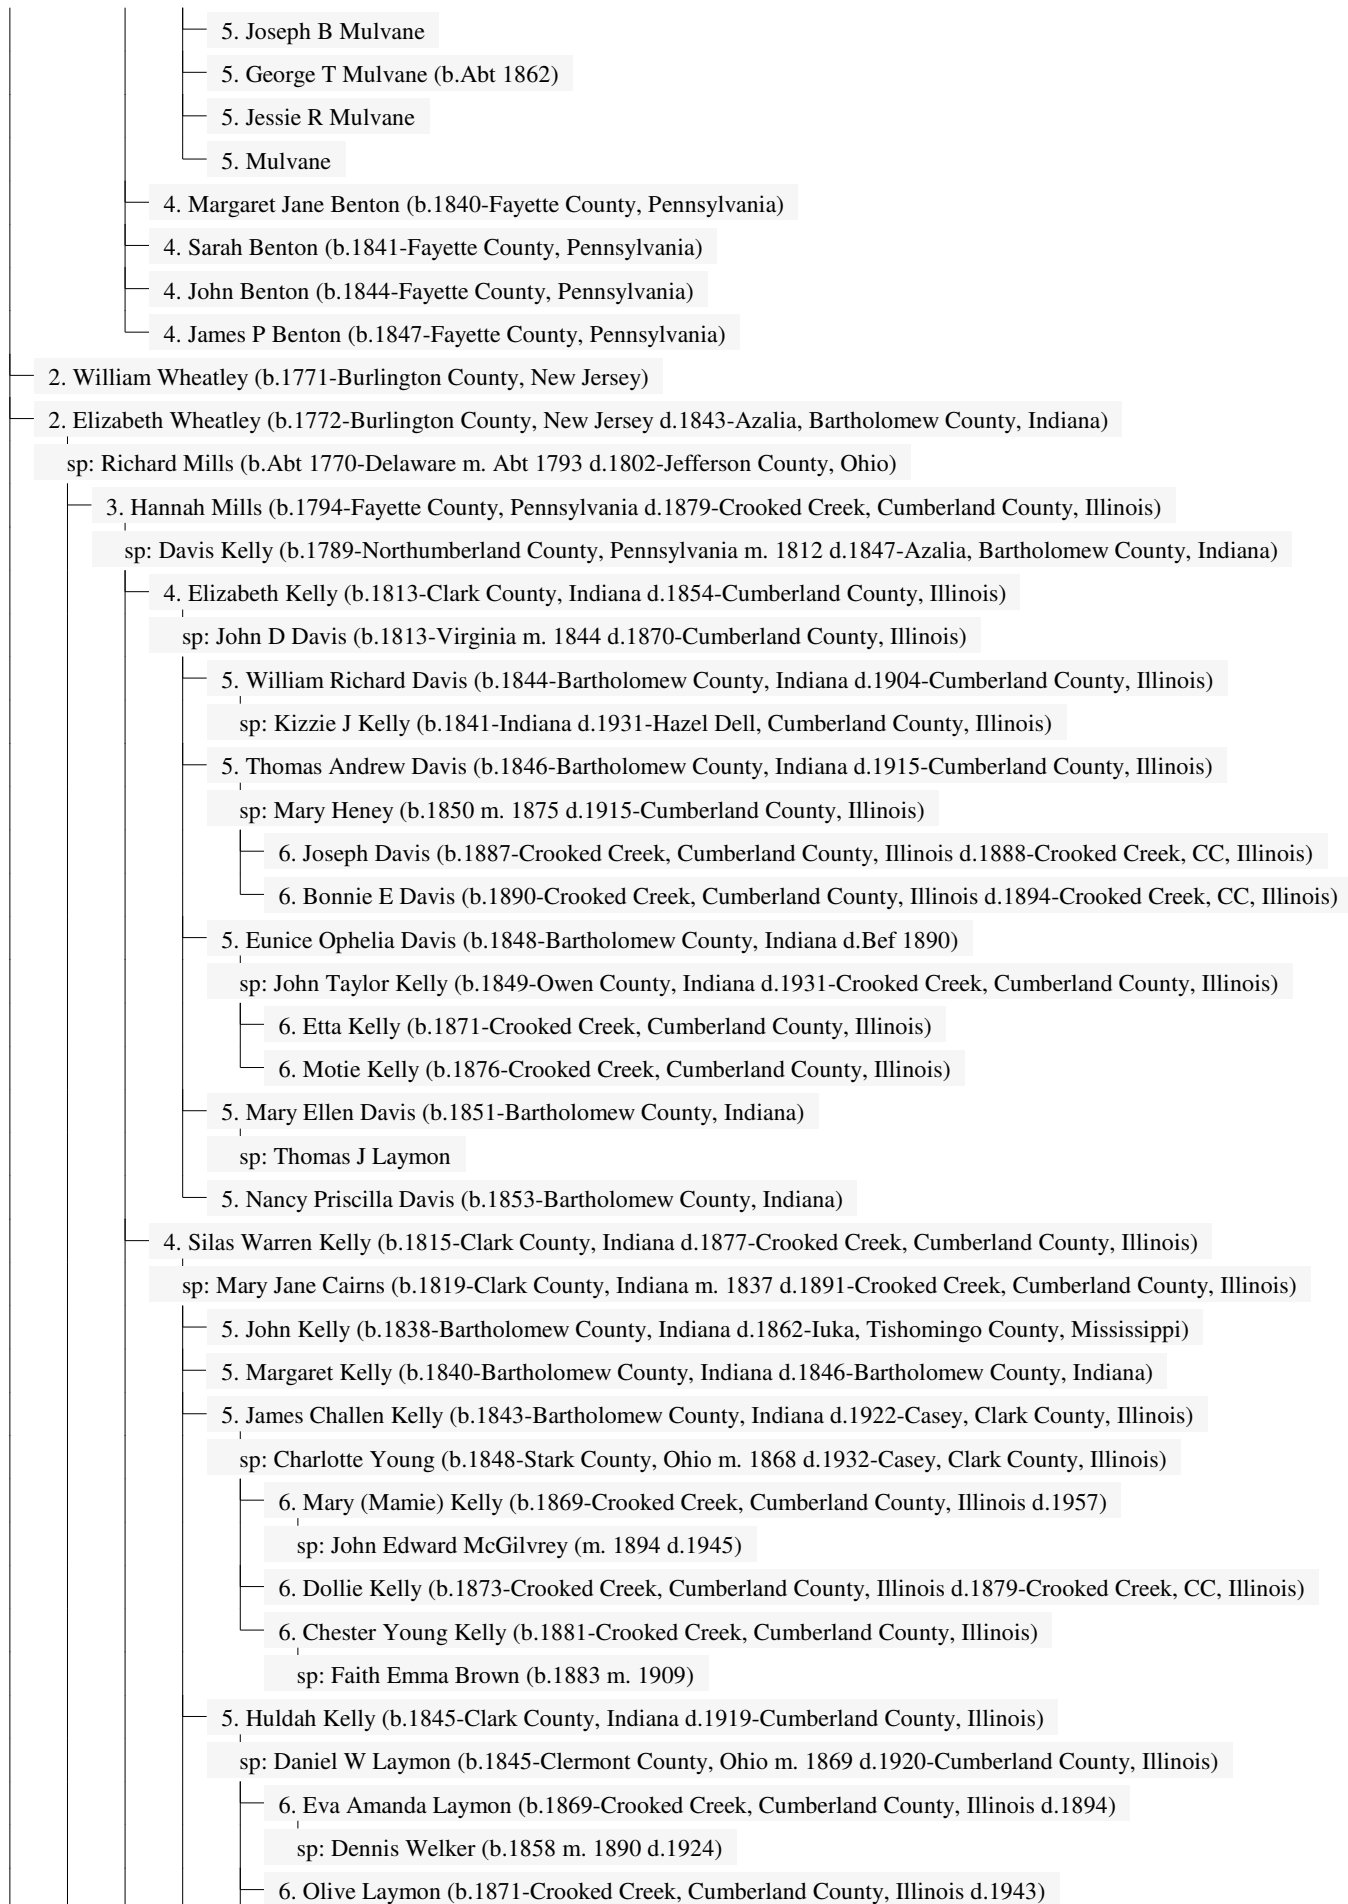 5. Joseph B Mulvane
5. George T Mulvane (b.Abt 1862)
5. Jessie R Mulvane
5. Mulvane
4. Margaret Jane Benton (b.1840-Fayette County, Pennsylvania)
4. Sarah Benton (b.1841-Fayette County, Pennsylvania)
4. John Benton (b.1844-Fayette County, Pennsylvania)
4. James P Benton (b.1847-Fayette County, Pennsylvania)
2. William Wheatley (b.1771-Burlington County, New Jersey)
2. Elizabeth Wheatley (b.1772-Burlington County, New Jersey d.1843-Azalia, Bartholomew County, Indiana)
sp: Richard Mills (b.Abt 1770-Delaware m. Abt 1793 d.1802-Jefferson County, Ohio)
3. Hannah Mills (b.1794-Fayette County, Pennsylvania d.1879-Crooked Creek, Cumberland County, Illinois)
sp: Davis Kelly (b.1789-Northumberland County, Pennsylvania m. 1812 d.1847-Azalia, Bartholomew County, Indiana)
4. Elizabeth Kelly (b.1813-Clark County, Indiana d.1854-Cumberland County, Illinois)
sp: John D Davis (b.1813-Virginia m. 1844 d.1870-Cumberland County, Illinois)
5. William Richard Davis (b.1844-Bartholomew County, Indiana d.1904-Cumberland County, Illinois)
sp: Kizzie J Kelly (b.1841-Indiana d.1931-Hazel Dell, Cumberland County, Illinois)
5. Thomas Andrew Davis (b.1846-Bartholomew County, Indiana d.1915-Cumberland County, Illinois)
sp: Mary Heney (b.1850 m. 1875 d.1915-Cumberland County, Illinois)
6. Joseph Davis (b.1887-Crooked Creek, Cumberland County, Illinois d.1888-Crooked Creek, CC, Illinois)
6. Bonnie E Davis (b.1890-Crooked Creek, Cumberland County, Illinois d.1894-Crooked Creek, CC, Illinois)
5. Eunice Ophelia Davis (b.1848-Bartholomew County, Indiana d.Bef 1890)
sp: John Taylor Kelly (b.1849-Owen County, Indiana d.1931-Crooked Creek, Cumberland County, Illinois)
6. Etta Kelly (b.1871-Crooked Creek, Cumberland County, Illinois)
6. Motie Kelly (b.1876-Crooked Creek, Cumberland County, Illinois)
5. Mary Ellen Davis (b.1851-Bartholomew County, Indiana)
sp: Thomas J Laymon
5. Nancy Priscilla Davis (b.1853-Bartholomew County, Indiana)
4. Silas Warren Kelly (b.1815-Clark County, Indiana d.1877-Crooked Creek, Cumberland County, Illinois)
sp: Mary Jane Cairns (b.1819-Clark County, Indiana m. 1837 d.1891-Crooked Creek, Cumberland County, Illinois)
5. John Kelly (b.1838-Bartholomew County, Indiana d.1862-Iuka, Tishomingo County, Mississippi)
5. Margaret Kelly (b.1840-Bartholomew County, Indiana d.1846-Bartholomew County, Indiana)
5. James Challen Kelly (b.1843-Bartholomew County, Indiana d.1922-Casey, Clark County, Illinois)
sp: Charlotte Young (b.1848-Stark County, Ohio m. 1868 d.1932-Casey, Clark County, Illinois)
6. Mary (Mamie) Kelly (b.1869-Crooked Creek, Cumberland County, Illinois d.1957)
sp: John Edward McGilvrey (m. 1894 d.1945)
6. Dollie Kelly (b.1873-Crooked Creek, Cumberland County, Illinois d.1879-Crooked Creek, CC, Illinois)
6. Chester Young Kelly (b.1881-Crooked Creek, Cumberland County, Illinois)
sp: Faith Emma Brown (b.1883 m. 1909)
5. Huldah Kelly (b.1845-Clark County, Indiana d.1919-Cumberland County, Illinois)
sp: Daniel W Laymon (b.1845-Clermont County, Ohio m. 1869 d.1920-Cumberland County, Illinois)
6. Eva Amanda Laymon (b.1869-Crooked Creek, Cumberland County, Illinois d.1894)
sp: Dennis Welker (b.1858 m. 1890 d.1924)
6. Olive Laymon (b.1871-Crooked Creek, Cumberland County, Illinois d.1943)